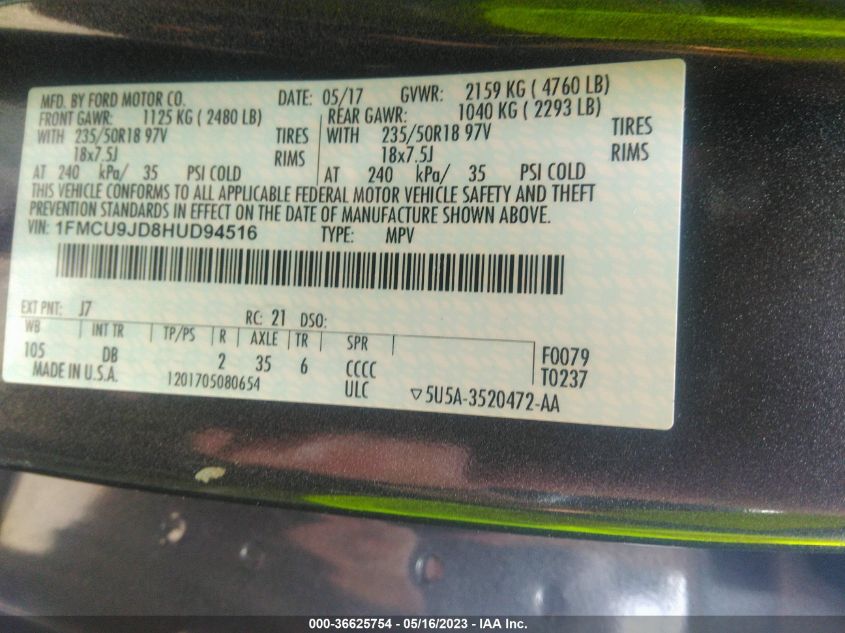 MFD. BY FORD MOTOR CO. DATE: 05/17 GVWR: 2159 KG ( 4760 LB)
FRONT GAWR: 1125 KG ( 2480 LB) REAR GAWR: 1040 KG ( 2293 LB)
WITH 235/50R18 97V TIRES WITH 235/50R18 97V TIRES
18x7.5J RIMS 18x7.5J RIMS
AT 240 kPa/ 35 PSI COLD AT 240 kPa/ 35 PSI COLD
THIS VEHICLE CONFORMS TO ALL APPLICABLE FEDERAL MOTOR VEHICLE SAFETY AND THEFT
PREVENTION STANDARDS IN EFFECT ON THE DATE OF MANUFACTURE SHOWN ABOVE.
VIN: 1FMCU9JD8HUD94516 TYPE: MPV
EXT PNT: J7 RC: 21 DSO:
WB INT TR TP/PS R AXLE TR SPR
105 DB 2 35 6 CCCC F0079
MADE IN U.S.A. 1201705080654 ULC T0237
▽5U5A-3520472-AA
000-36625754 - 05/16/2023 - IAA Inc.